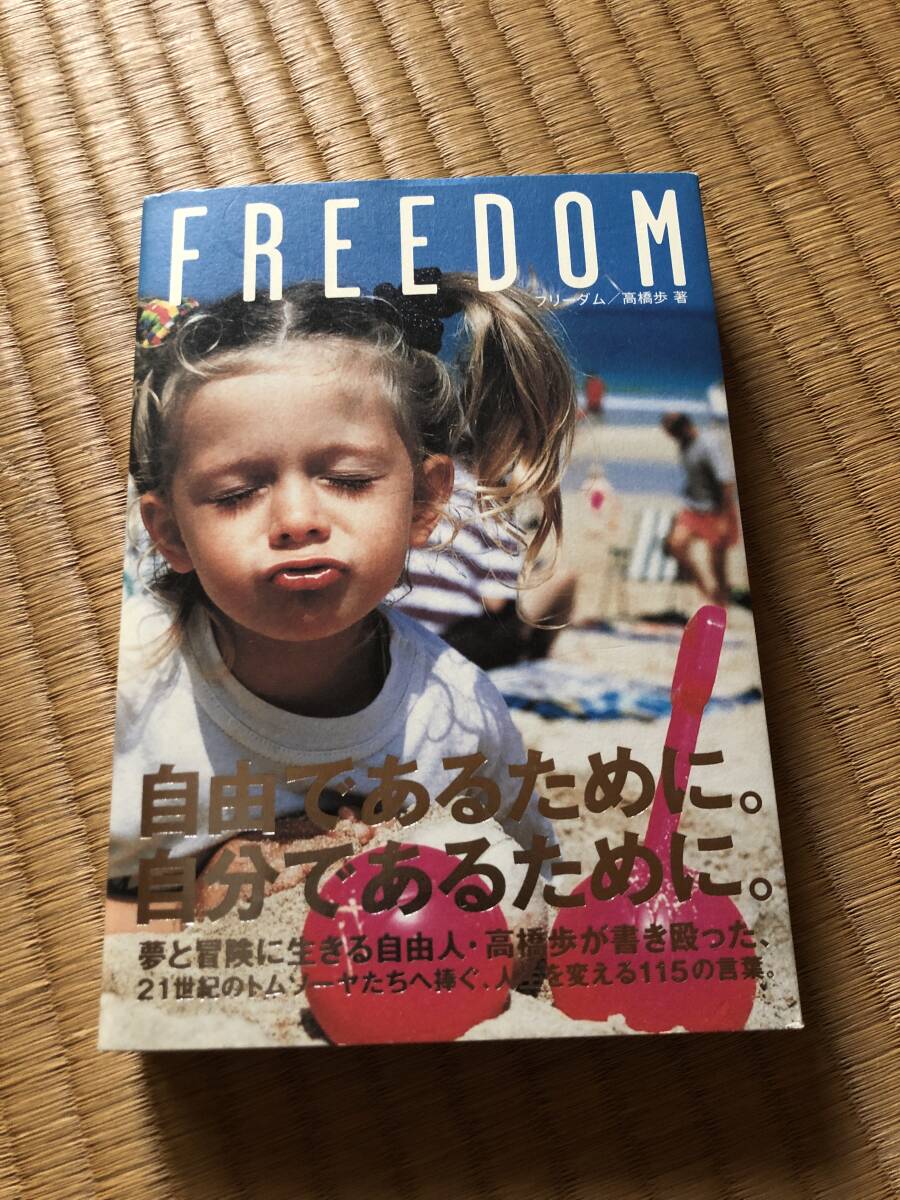 FREEDOM
フリーダム／高橋歩 著
自由であるために。
自分であるために。
夢と冒険に生きる自由人・高橋歩が書き殴った、
21世紀のトムソーヤたちへ捧ぐ、人生を変える115の言葉。